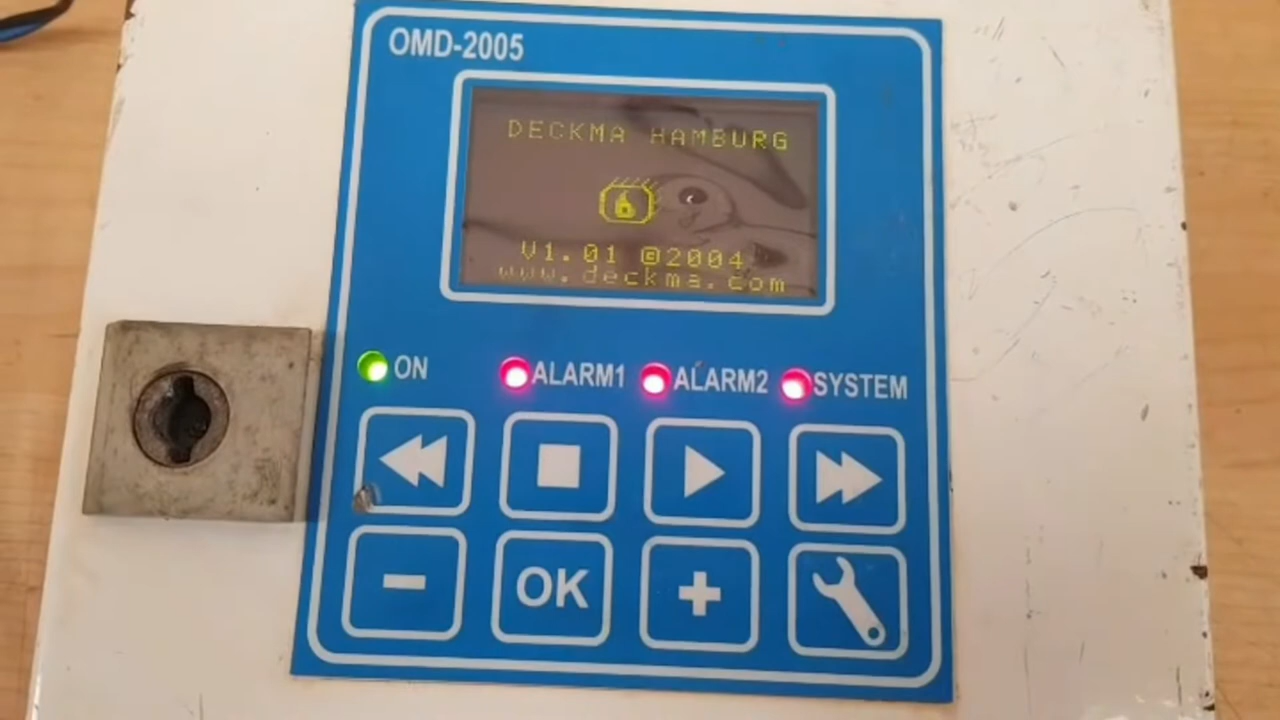 OMD-2005
DECKMA HAMBURG
V1.01 ©2004
www.deckma.com
ON ALARM1 ALARM2 SYSTEM
OK